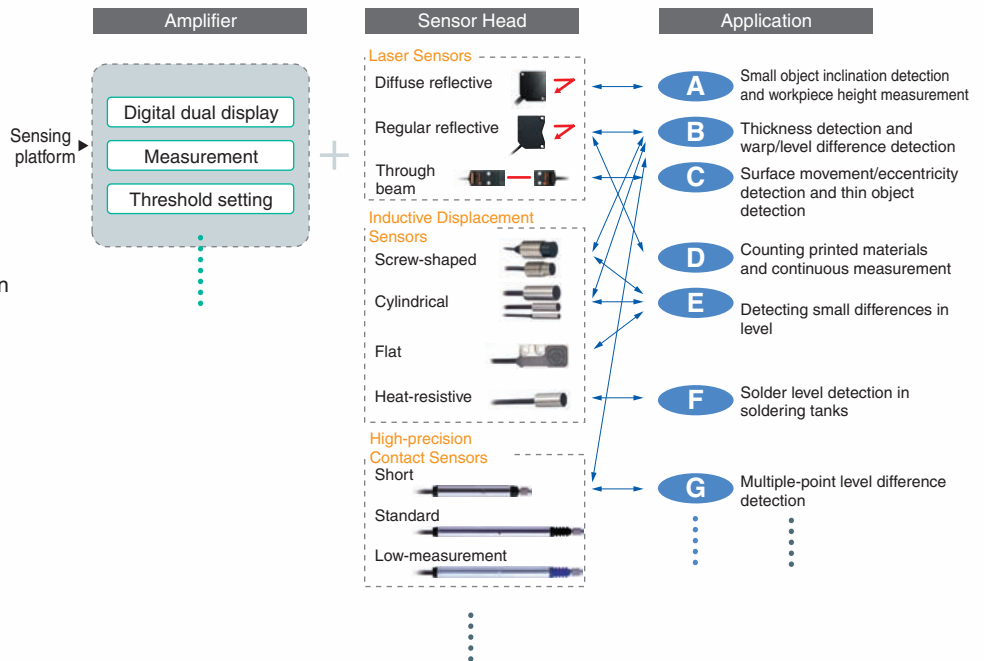 Amplifier
Sensor Head
Application
Sensing
platform
Digital dual display
Measurement
Threshold setting
n
Laser Sensors
Diffuse reflective
Regular reflective
Through
beam
Inductive Displacement
Sensors
Screw-shaped
Cylindrical
Flat
Heat-resistive
High-precision
Contact Sensors
Short
Standard
Low-measurement
A
Small object inclination detection
and workpiece height measurement
B
Thickness detection and
warp/level difference detection
C
Surface movement/eccentricity
detection and thin object
detection
D
Counting printed materials
and continuous measurement
E
Detecting small differences in
level
F
Solder level detection in
soldering tanks
G
Multiple-point level difference
detection